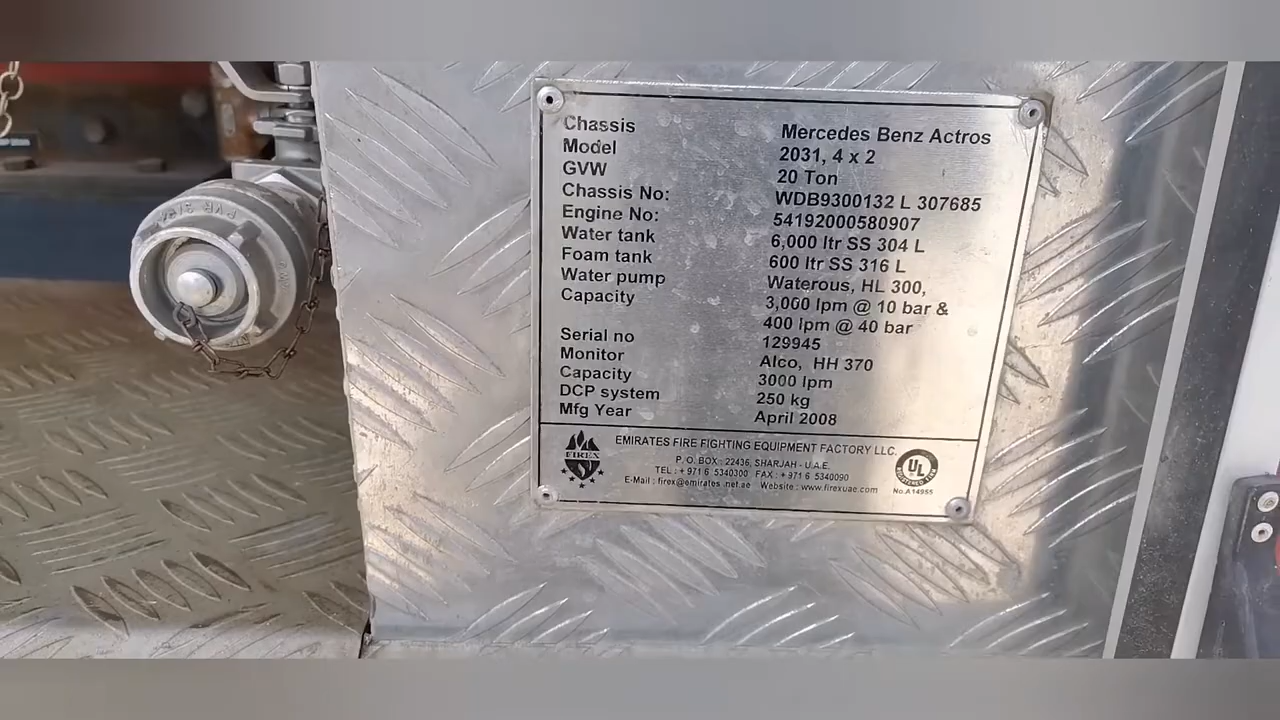 Chassis Mercedes Benz Actros
Model 2031, 4 x 2
GVW 20 Ton
Chassis No: WDB9300132 L 307685
Engine No: 54192000580907
Water tank 6,000 ltr SS 304 L
Foam tank 600 ltr SS 316 L
Water pump Waterous, HL 300,
Capacity 3,000 lpm @ 10 bar &
400 lpm @ 40 bar
Serial no 129945
Monitor Alco, HH 370
Capacity 3000 lpm
DCP system 250 kg
Mfg Year April 2008
FIREX
EMIRATES FIRE FIGHTING EQUIPMENT FACTORY LLC.
P. O. BOX : 22436, SHARJAH - U.A.E.
TEL : + 971 6 5340300 FAX : + 971 6 5340090
E-Mail : firex@emirates .net.ae Website : www.firexuae.com
UL
REGISTERED FIRM
No.A14955